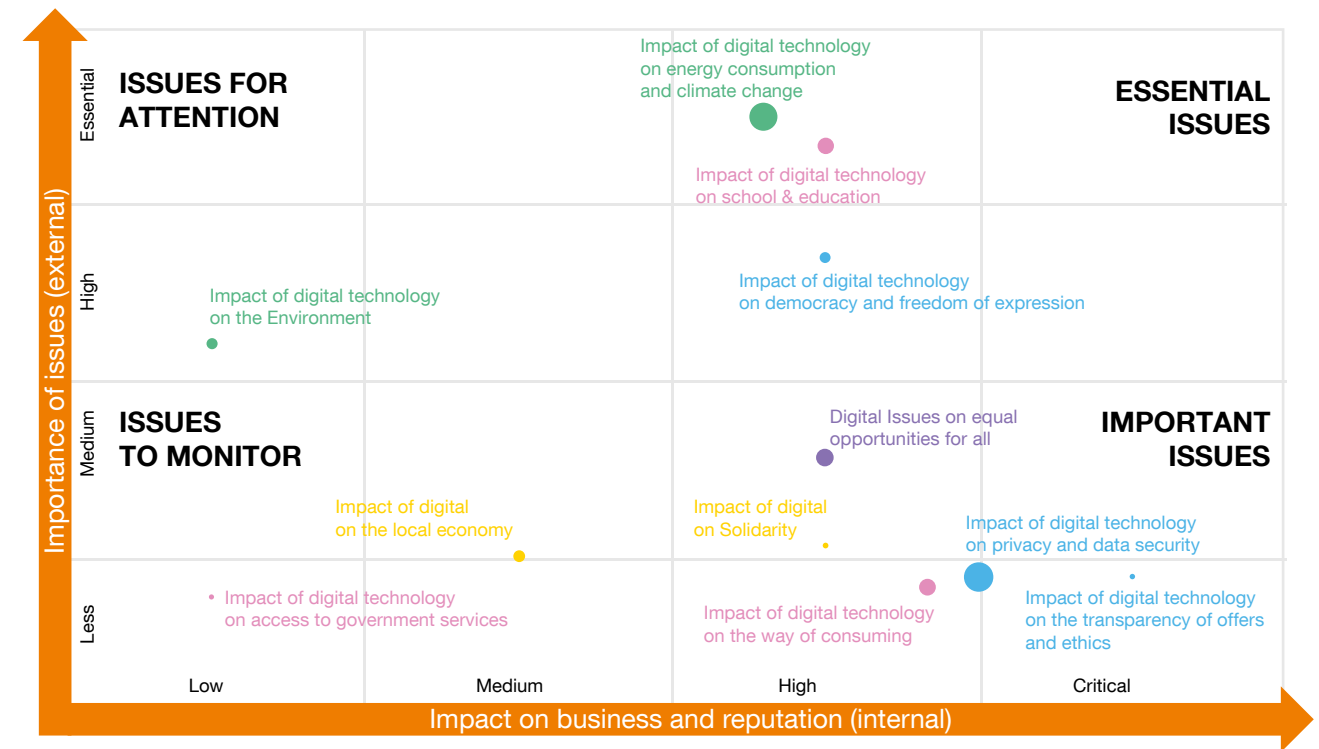 Importance of issues (external)
Essential
High
Medium
Less
ISSUES FOR
ATTENTION
Impact of digital technology
on energy consumption
and climate change
ESSENTIAL
ISSUES
Impact of digital technology
on school & education
Impact of digital technology
on the Environment
Impact of digital technology
on democracy and freedom of expression
ISSUES
TO MONITOR
Digital Issues on equal
opportunities for all
IMPORTANT
ISSUES
Impact of digital
on the local economy
Impact of digital
on Solidarity
Impact of digital technology
on privacy and data security
Impact of digital technology
on access to government services
Impact of digital technology
on the way of consuming
Impact of digital technology
on the transparency of offers
and ethics
Low
Medium
High
Critical
Impact on business and reputation (internal)